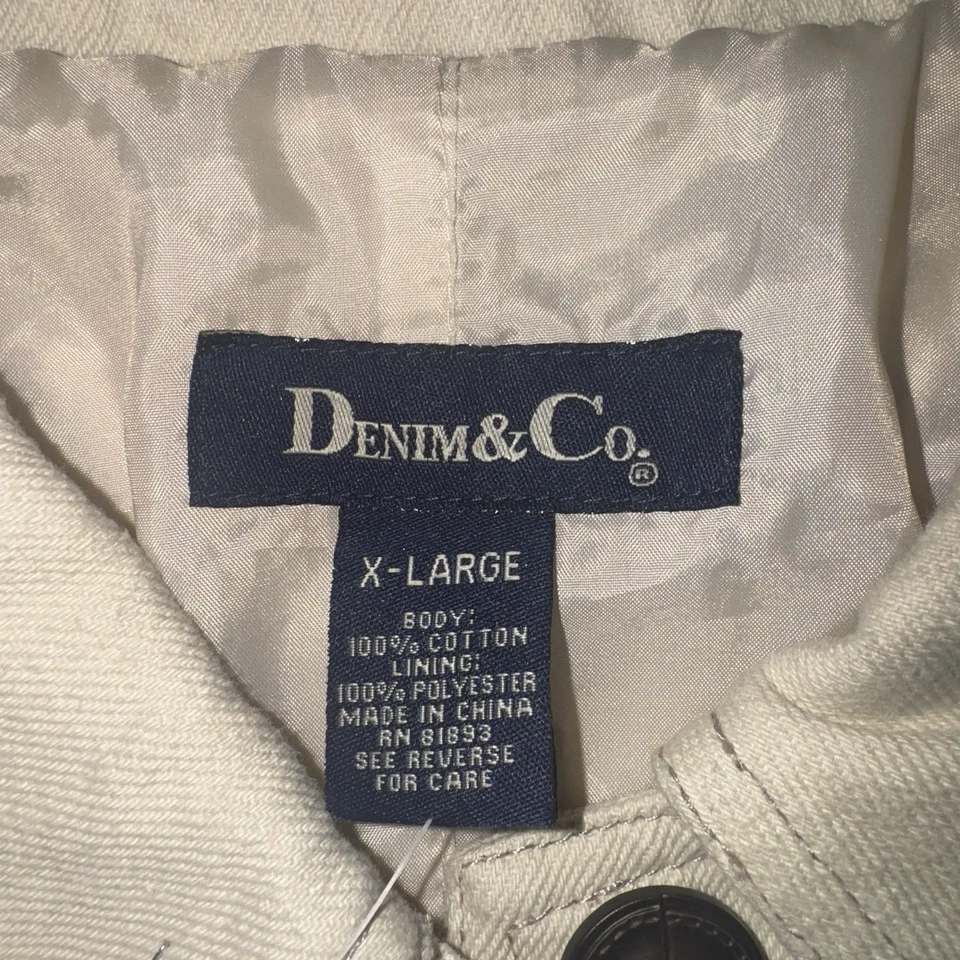 DENIM & CO. ®
X-LARGE
BODY:
100% COTTON
LINING:
100% POLYESTER
MADE IN CHINA
RN 81893
SEE REVERSE
FOR CARE